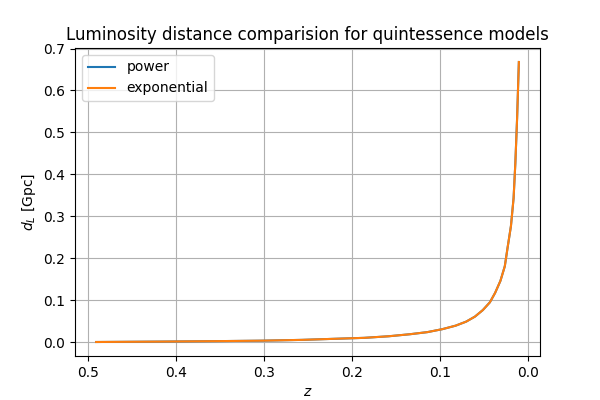 Luminosity distance comparision for quintessence models
power
exponential
0.7
0.6
0.5
0.4
0.3
0.2
0.1
0.0
d_L [Gpc]
0.5 0.4 0.3 0.2 0.1 0.0
z